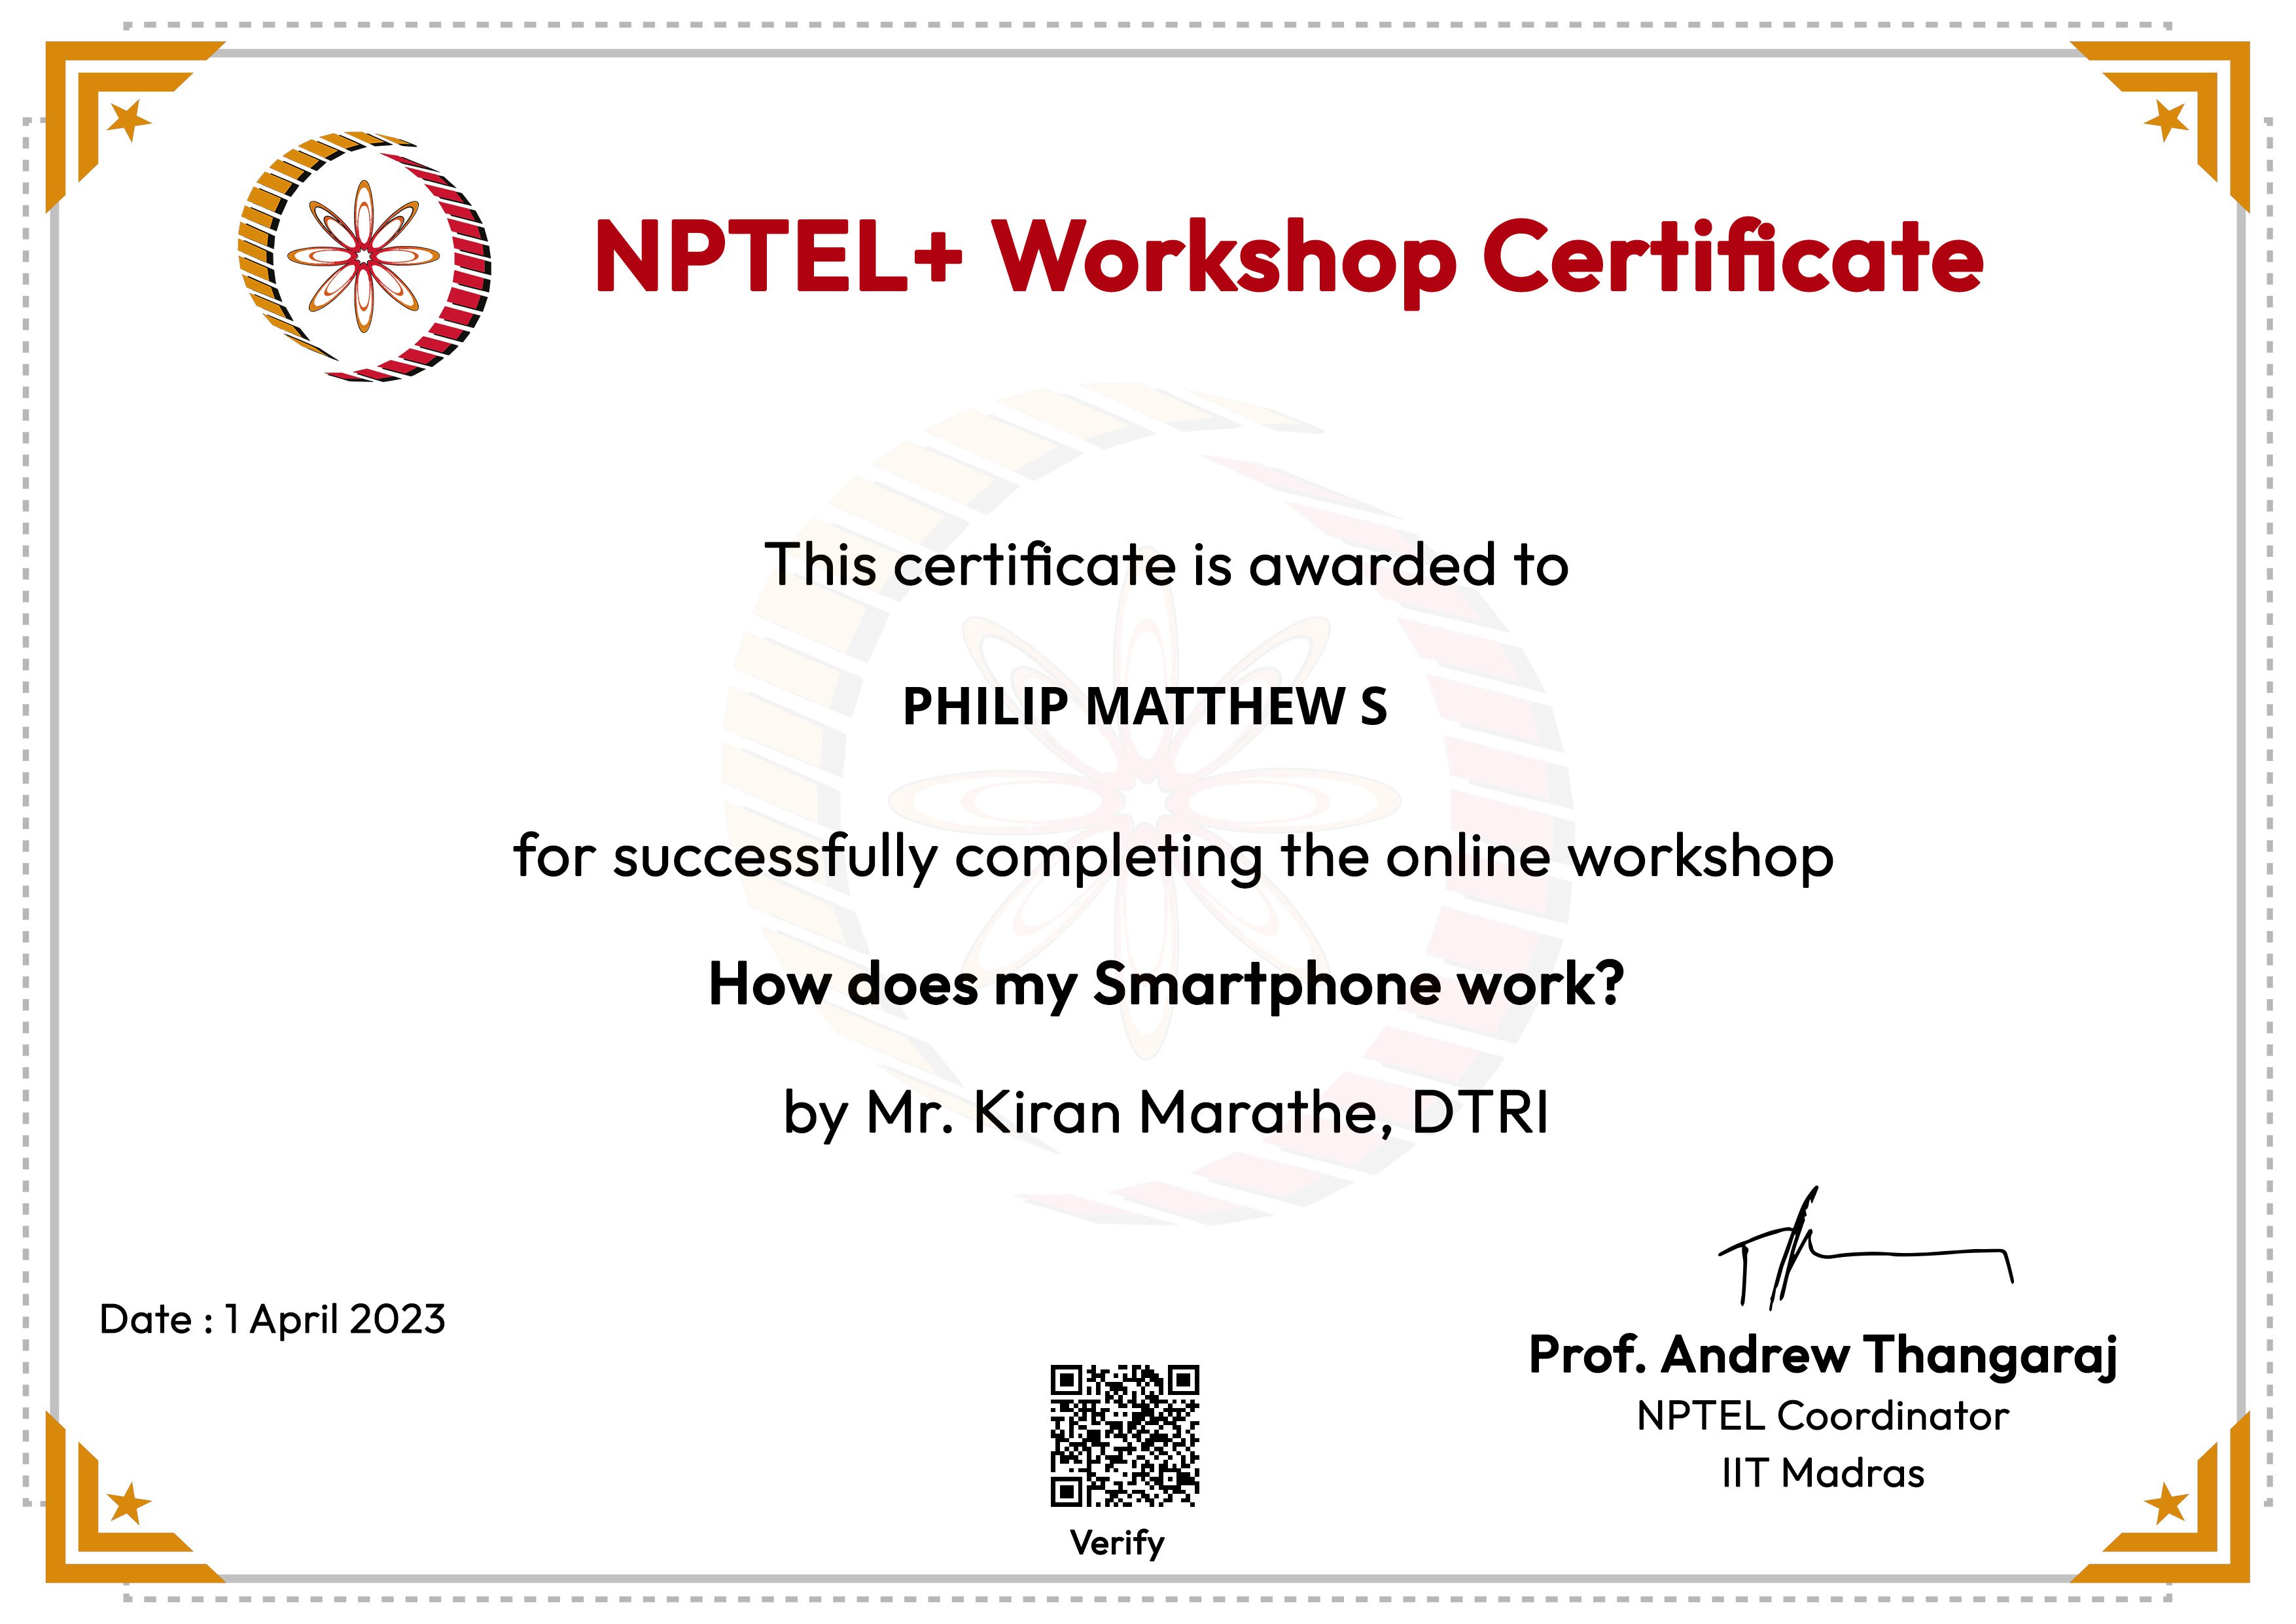 NPTEL+ Workshop Certificate
This certificate is awarded to
PHILIP MATTHEW S
for successfully completing the online workshop
How does my Smartphone work?
by Mr. Kiran Marathe, DTRI
Date : 1 April 2023
Prof. Andrew Thangaraj
NPTEL Coordinator
IIT Madras
Verify